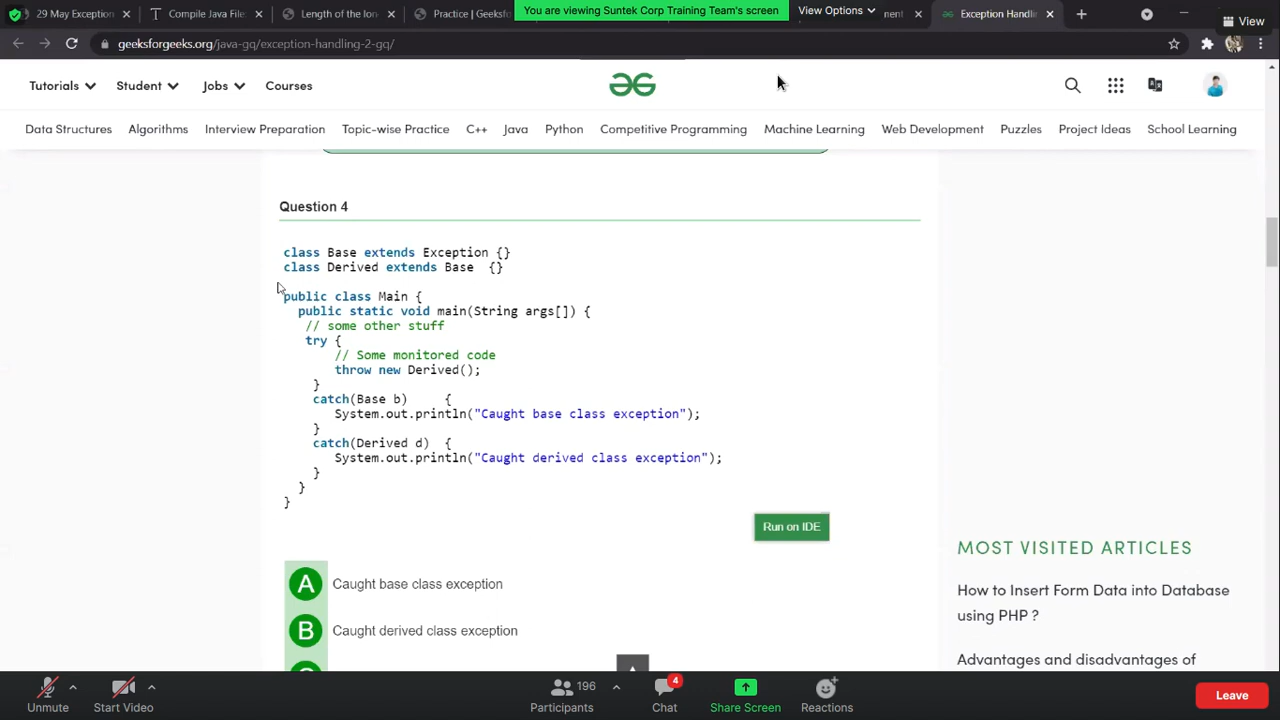 29 May Exception
Compile Java File:
Length of the lon
Practice | Geeksf
You are viewing Suntek Corp Training Team's screen
View Options
ment
Exception Handli
View
geeksforgeeks.org/java-gq/exception-handling-2-gq/
Tutorials
Student
Jobs
Courses
Data Structures
Algorithms
Interview Preparation
Topic-wise Practice
C++
Java
Python
Competitive Programming
Machine Learning
Web Development
Puzzles
Project Ideas
School Learning
Question 4
class Base extends Exception {}
class Derived extends Base  {}
public class Main {
  public static void main(String args[]) {
   // some other stuff
   try {
       // Some monitored code
       throw new Derived();
    }
    catch(Base b)     {
       System.out.println("Caught base class exception");
    }
    catch(Derived d)  {
       System.out.println("Caught derived class exception");
    }
  }
}
Run on IDE
A
Caught base class exception
B
Caught derived class exception
MOST VISITED ARTICLES
How to Insert Form Data into Database
using PHP ?
Advantages and disadvantages of
Unmute
Start Video
196
Participants
4
Chat
Share Screen
Reactions
Leave